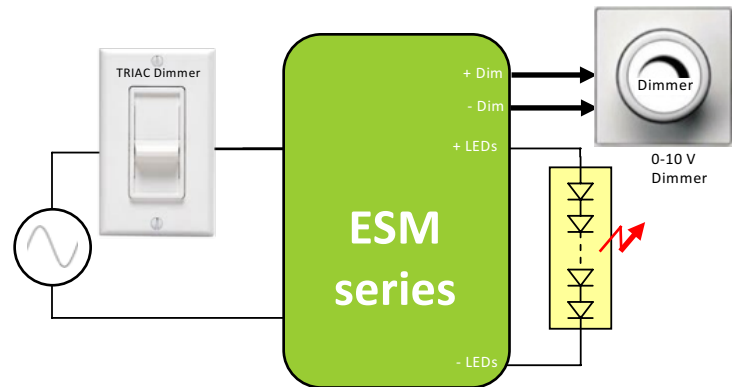 TRIAC Dimmer
+ Dim
- Dim
Dimmer
+ LEDs
0-10 V
Dimmer
ESM
series
- LEDs